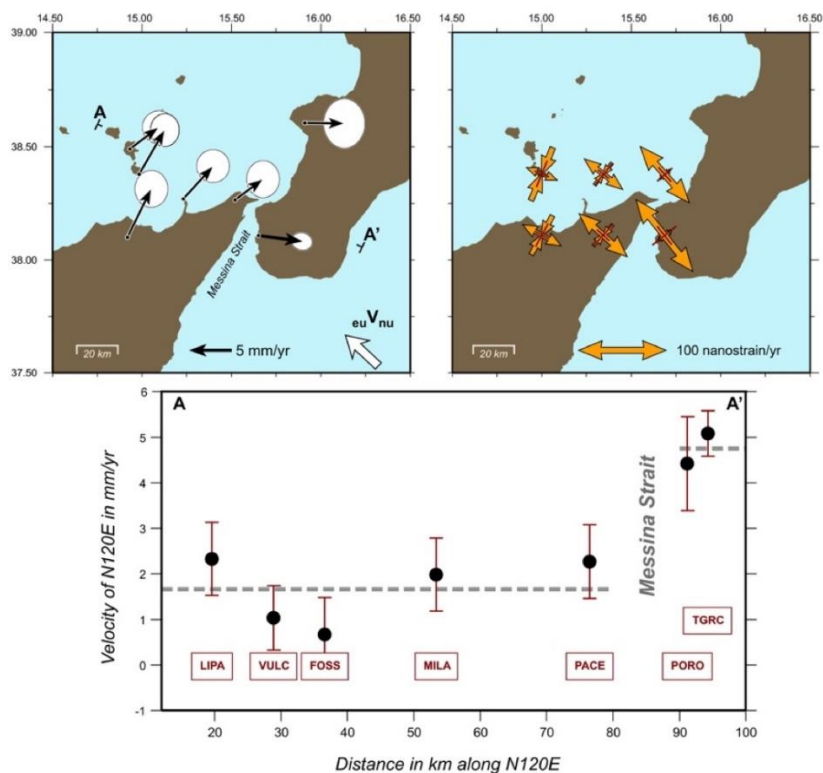 14.50 15.00 15.50 16.00 16.50
14.50 15.00 15.50 16.00 16.50
39.00
38.50
38.00
37.50
A
A'
Messina Strait
euVnu
20 km
5 mm/yr
20 km
100 nanostrain/yr
A
A'
6
5
4
3
2
1
0
-1
Velocity of N120E in mm/yr
Messina Strait
TGRC
LIPA VULC FOSS MILA PACE PORO
20 30 40 50 60 70 80 90 100
Distance in km along N120E